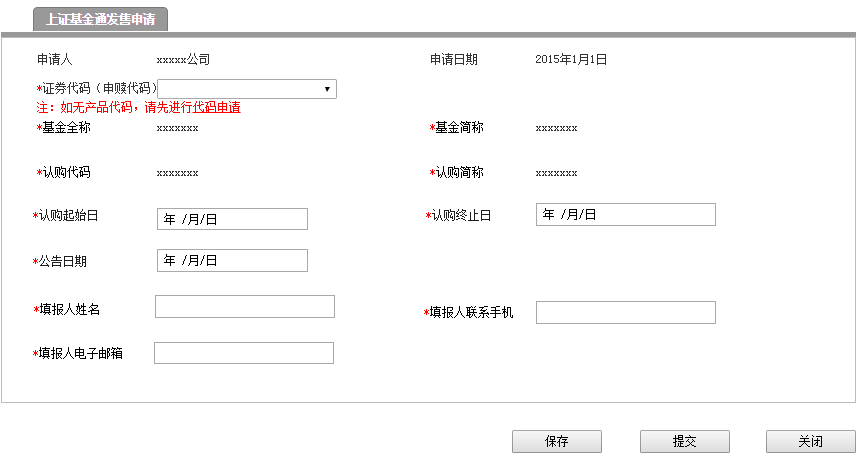 上证基金通发售申请
申请人 xxxxx公司 申请日期 2015年1月1日
*证券代码（申赎代码）
注：如无产品代码，请先进行代码申请
*基金全称 xxxxxxx *基金简称 xxxxxxx
*认购代码 xxxxxxx *认购简称 xxxxxxx
*认购起始日 年 /月/日 *认购终止日 年 /月/日
*公告日期 年 /月/日
*填报人姓名 *填报人联系手机
*填报人电子邮箱
保存 提交 关闭